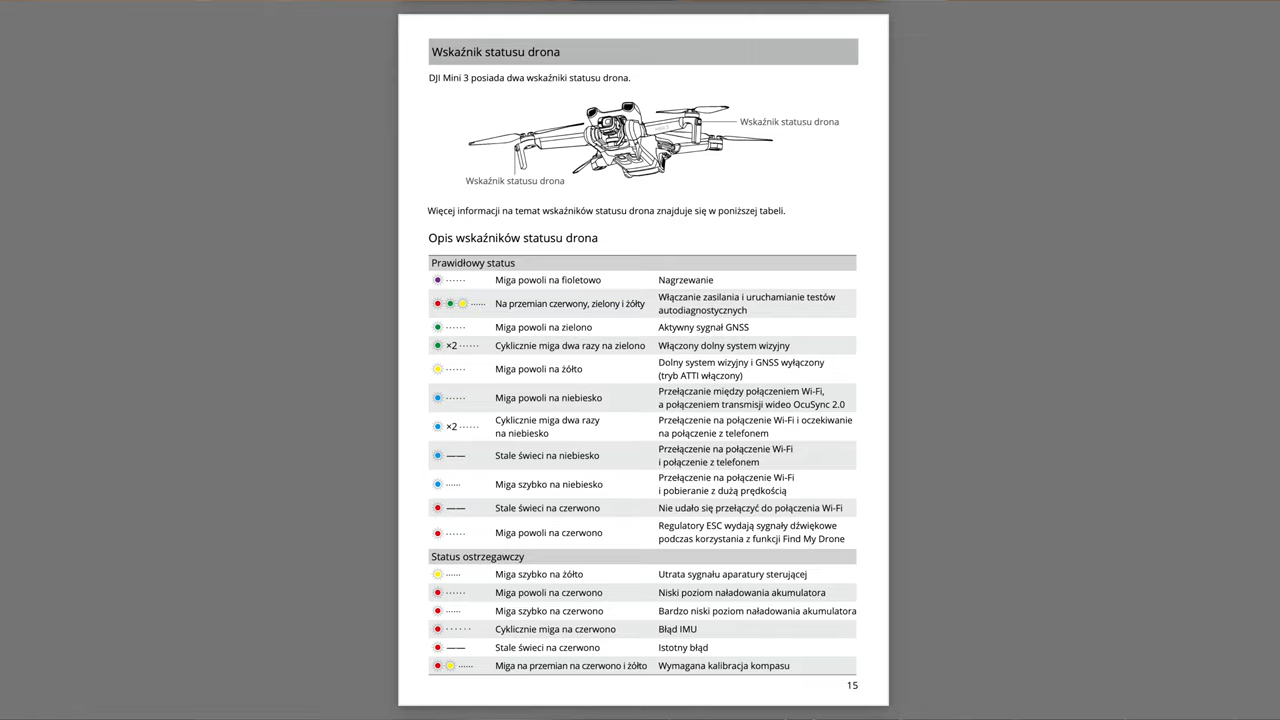 Wskaźnik statusu drona
DJI Mini 3 posiada dwa wskaźniki statusu drona.
Wskaźnik statusu drona
Wskaźnik statusu drona
Więcej informacji na temat wskaźników statusu drona znajduje się w poniższej tabeli.
Opis wskaźników statusu drona
Prawidłowy status
Miga powoli na fioletowo Nagrzewanie
Na przemian czerwony, zielony i żółty Włączanie zasilania i uruchamianie testów
autodiagnostycznych
Miga powoli na zielono Aktywny sygnał GNSS
×2 Cyklicznie miga dwa razy na zielono Włączony dolny system wizyjny
Miga powoli na żółto Dolny system wizyjny i GNSS wyłączony
(tryb ATTI włączony)
Miga powoli na niebiesko Przełączanie między połączeniem Wi-Fi,
a połączeniem transmisji wideo OcuSync 2.0
×2 Cyklicznie miga dwa razy Przełączenie na połączenie Wi-Fi i oczekiwanie
na niebiesko na połączenie z telefonem
Stale świeci na niebiesko Przełączenie na połączenie Wi-Fi
i połączenie z telefonem
Miga szybko na niebiesko Przełączenie na połączenie Wi-Fi
i pobieranie z dużą prędkością
Stale świeci na czerwono Nie udało się przełączyć do połączenia Wi-Fi
Miga powoli na czerwono Regulatory ESC wydają sygnały dźwiękowe
podczas korzystania z funkcji Find My Drone
Status ostrzegawczy
Miga szybko na żółto Utrata sygnału aparatury sterującej
Miga powoli na czerwono Niski poziom naładowania akumulatora
Miga szybko na czerwono Bardzo niski poziom naładowania akumulatora
Cyklicznie miga na czerwono Błąd IMU
Stale świeci na czerwono Istotny błąd
Miga na przemian na czerwono i żółto Wymagana kalibracja kompasu
15